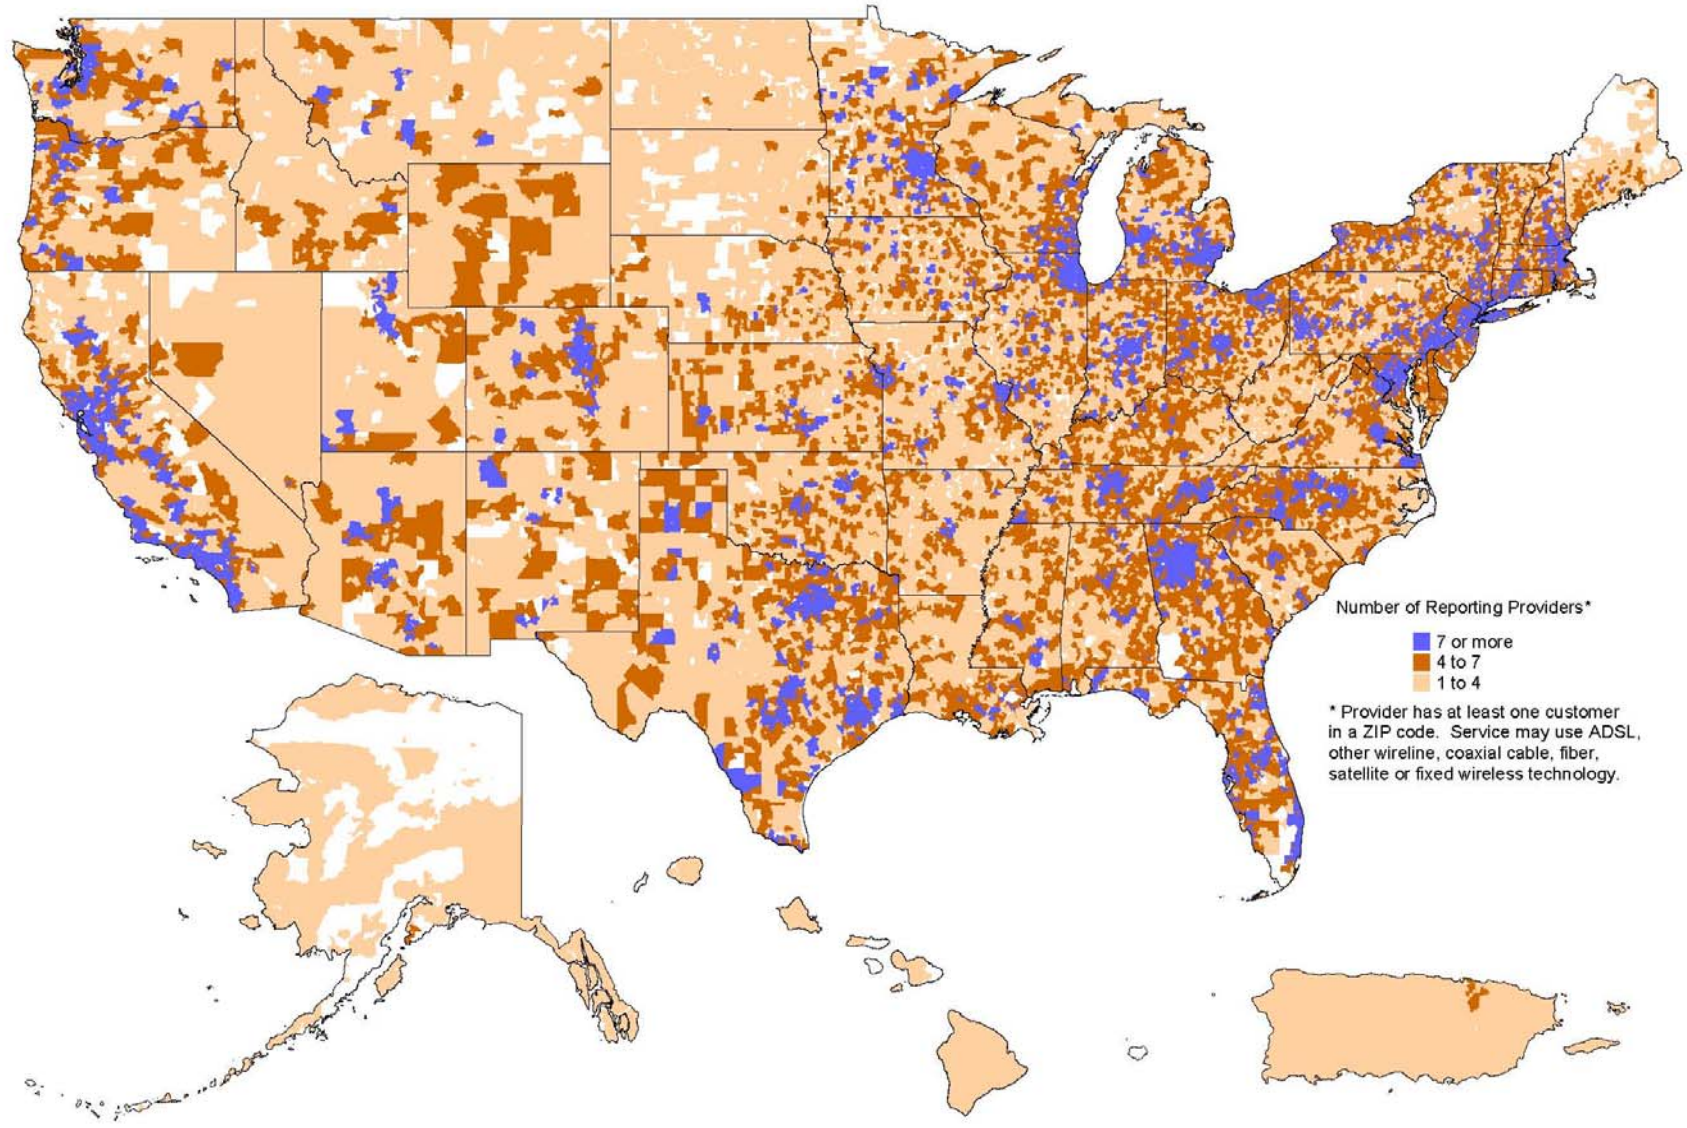 Number of Reporting Providers*
7 or more
4 to 7
1 to 4
* Provider has at least one customer
in a ZIP code. Service may use ADSL,
other wireline, coaxial cable, fiber,
satellite or fixed wireless technology.